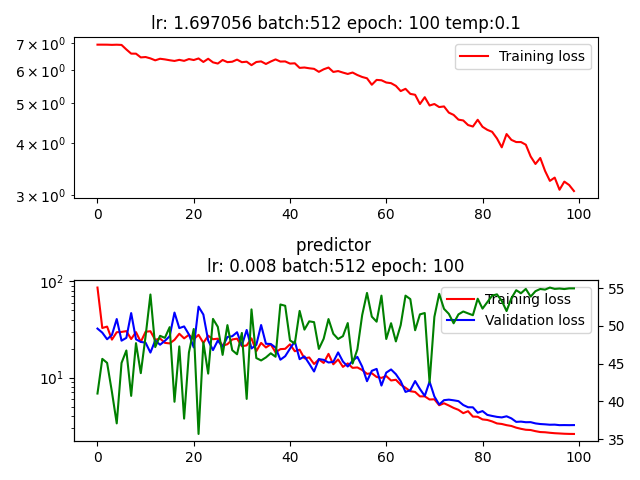 lr: 1.697056 batch:512 epoch: 100 temp:0.1
7 × 10⁰
6 × 10⁰
5 × 10⁰
4 × 10⁰
3 × 10⁰
Training loss
0 20 40 60 80 100
predictor
lr: 0.008 batch:512 epoch: 100
10²
10¹
Training loss
Validation loss
55
50
45
40
35
0 20 40 60 80 100